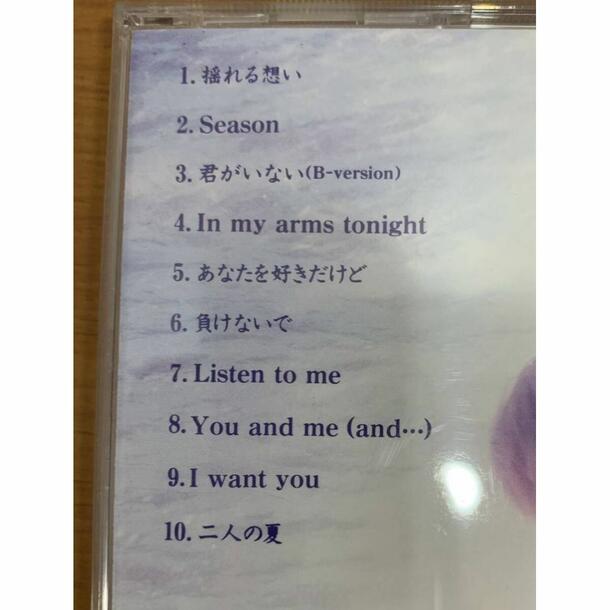 1. 揺れる想い
2. Season
3. 君がいない(B-version)
4. In my arms tonight
5. あなたを好きだけど
6. 負けないで
7. Listen to me
8. You and me (and…)
9. I want you
10. 二人の夏